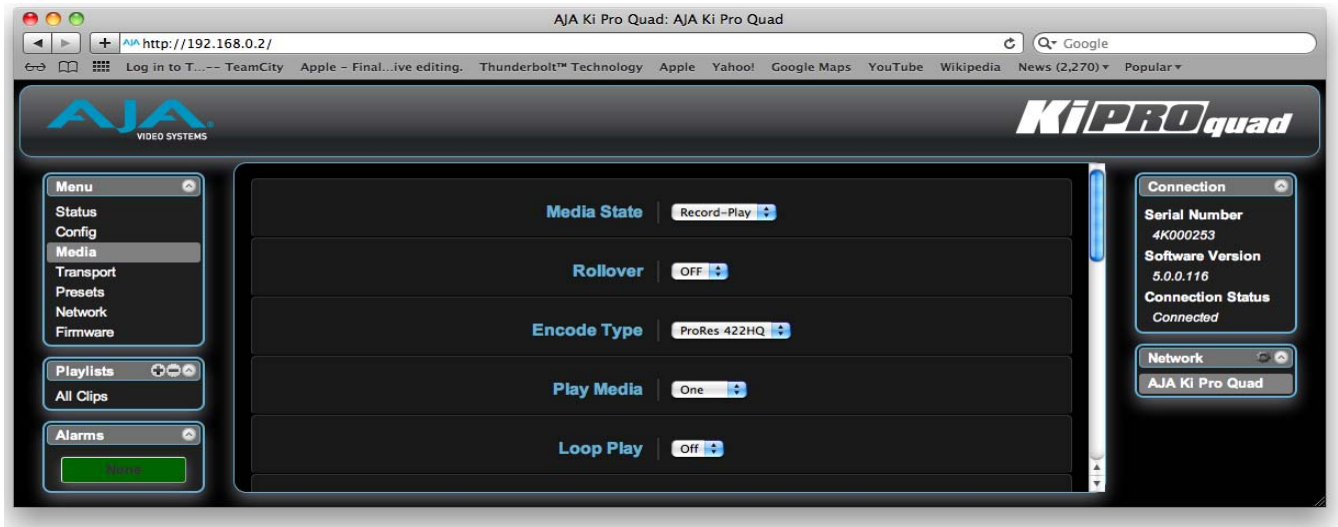 AJA Ki Pro Quad: AJA Ki Pro Quad
AJA http://192.168.0.2/
Google
Log in to T...-- TeamCity Apple – Final...ive editing. Thunderbolt™ Technology Apple Yahoo! Google Maps YouTube Wikipedia News (2,270) Popular
AJA
VIDEO SYSTEMS
Ki PRO quad
Menu
Status
Config
Media
Transport
Presets
Network
Firmware
Playlists
All Clips
Alarms
None
Media State Record-Play
Rollover OFF
Encode Type ProRes 422HQ
Play Media One
Loop Play Off
Connection
Serial Number
4K000253
Software Version
5.0.0.116
Connection Status
Connected
Network
AJA Ki Pro Quad